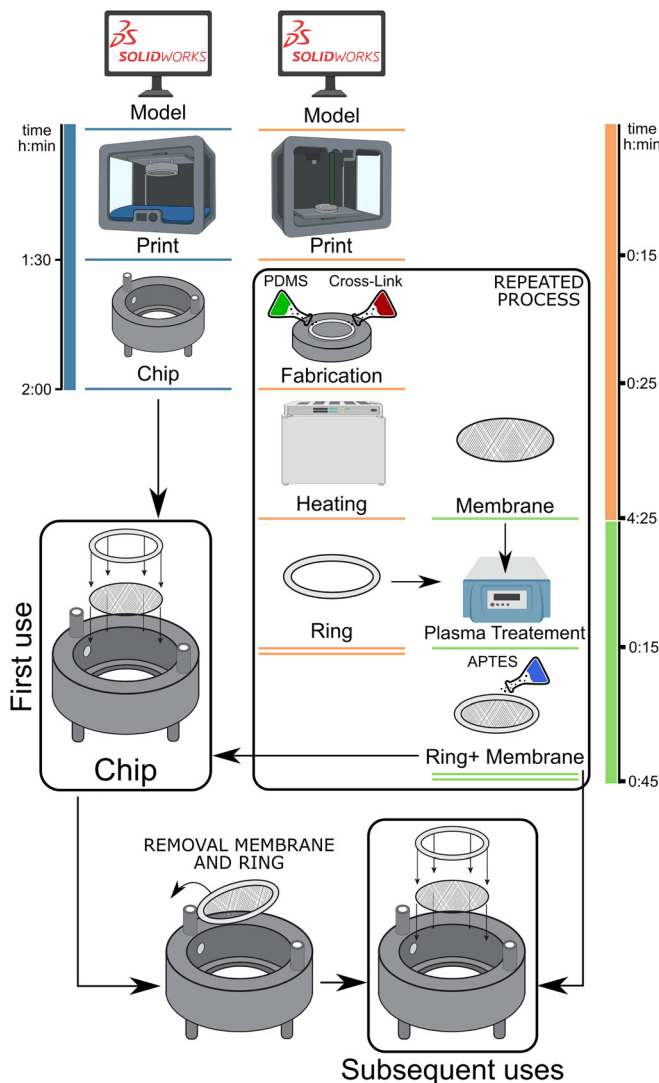 DS
SOLIDWORKS
DS
SOLIDWORKS
Model
Model
time
h:min
time
h:min
Print
Print
1:30
0:15
PDMS
Cross-Link
REPEATED
PROCESS
Chip
Fabrication
2:00
0:25
Heating
Membrane
4:25
First use
Ring
Plasma Treatement
0:15
APTES
Chip
Ring+ Membrane
0:45
REMOVAL MEMBRANE
AND RING
Subsequent uses